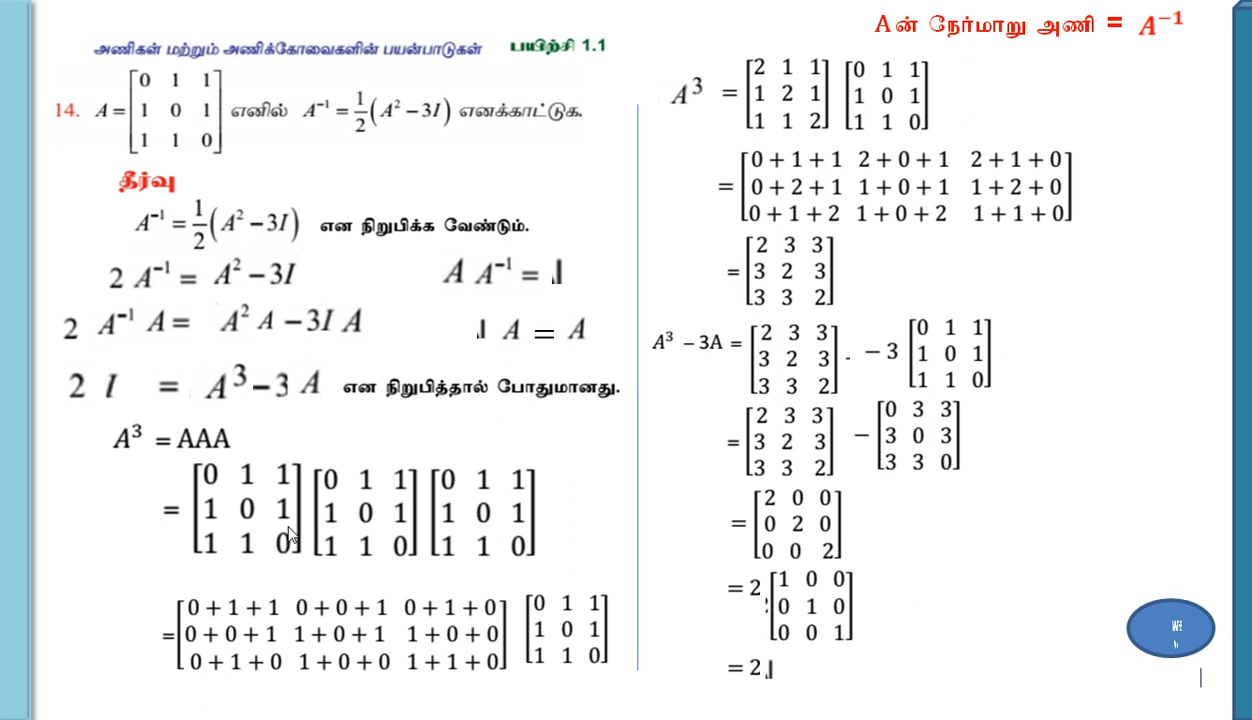 Aன் நேர்மாறு அணி = A⁻¹
அணிகள் மற்றும் அணிக்கோவைகளின் பயன்பாடுகள் பயிற்சி 1.1
14. A = [0 1 1; 1 0 1; 1 1 0] எனில் A⁻¹ = 1/2 (A² − 3I) எனக்காட்டுக.
தீர்வு
A⁻¹ = 1/2 (A² − 3I) என நிறுபிக்க வேண்டும்.
2 A⁻¹ = A² − 3I A A⁻¹ = I
2 A⁻¹ A = A² A − 3I A I A = A
2 I = A³ − 3 A என நிறுபித்தால் போதுமானது.
A³ = AAA
= [0 1 1; 1 0 1; 1 1 0] [0 1 1; 1 0 1; 1 1 0] [0 1 1; 1 0 1; 1 1 0]
= [0 + 1 + 1 0 + 0 + 1 0 + 1 + 0; 0 + 0 + 1 1 + 0 + 1 1 + 0 + 0; 0 + 1 + 0 1 + 0 + 0 1 + 1 + 0] [0 1 1; 1 0 1; 1 1 0]
A³ = [2 1 1; 1 2 1; 1 1 2] [0 1 1; 1 0 1; 1 1 0]
= [0 + 1 + 1 2 + 0 + 1 2 + 1 + 0; 0 + 2 + 1 1 + 0 + 1 1 + 2 + 0; 0 + 1 + 2 1 + 0 + 2 1 + 1 + 0]
= [2 3 3; 3 2 3; 3 3 2]
A³ − 3A = [2 3 3; 3 2 3; 3 3 2] − 3 [0 1 1; 1 0 1; 1 1 0]
= [2 3 3; 3 2 3; 3 3 2] − [0 3 3; 3 0 3; 3 3 0]
= [2 0 0; 0 2 0; 0 0 2]
= 2 [1 0 0; 0 1 0; 0 0 1]
= 2 I